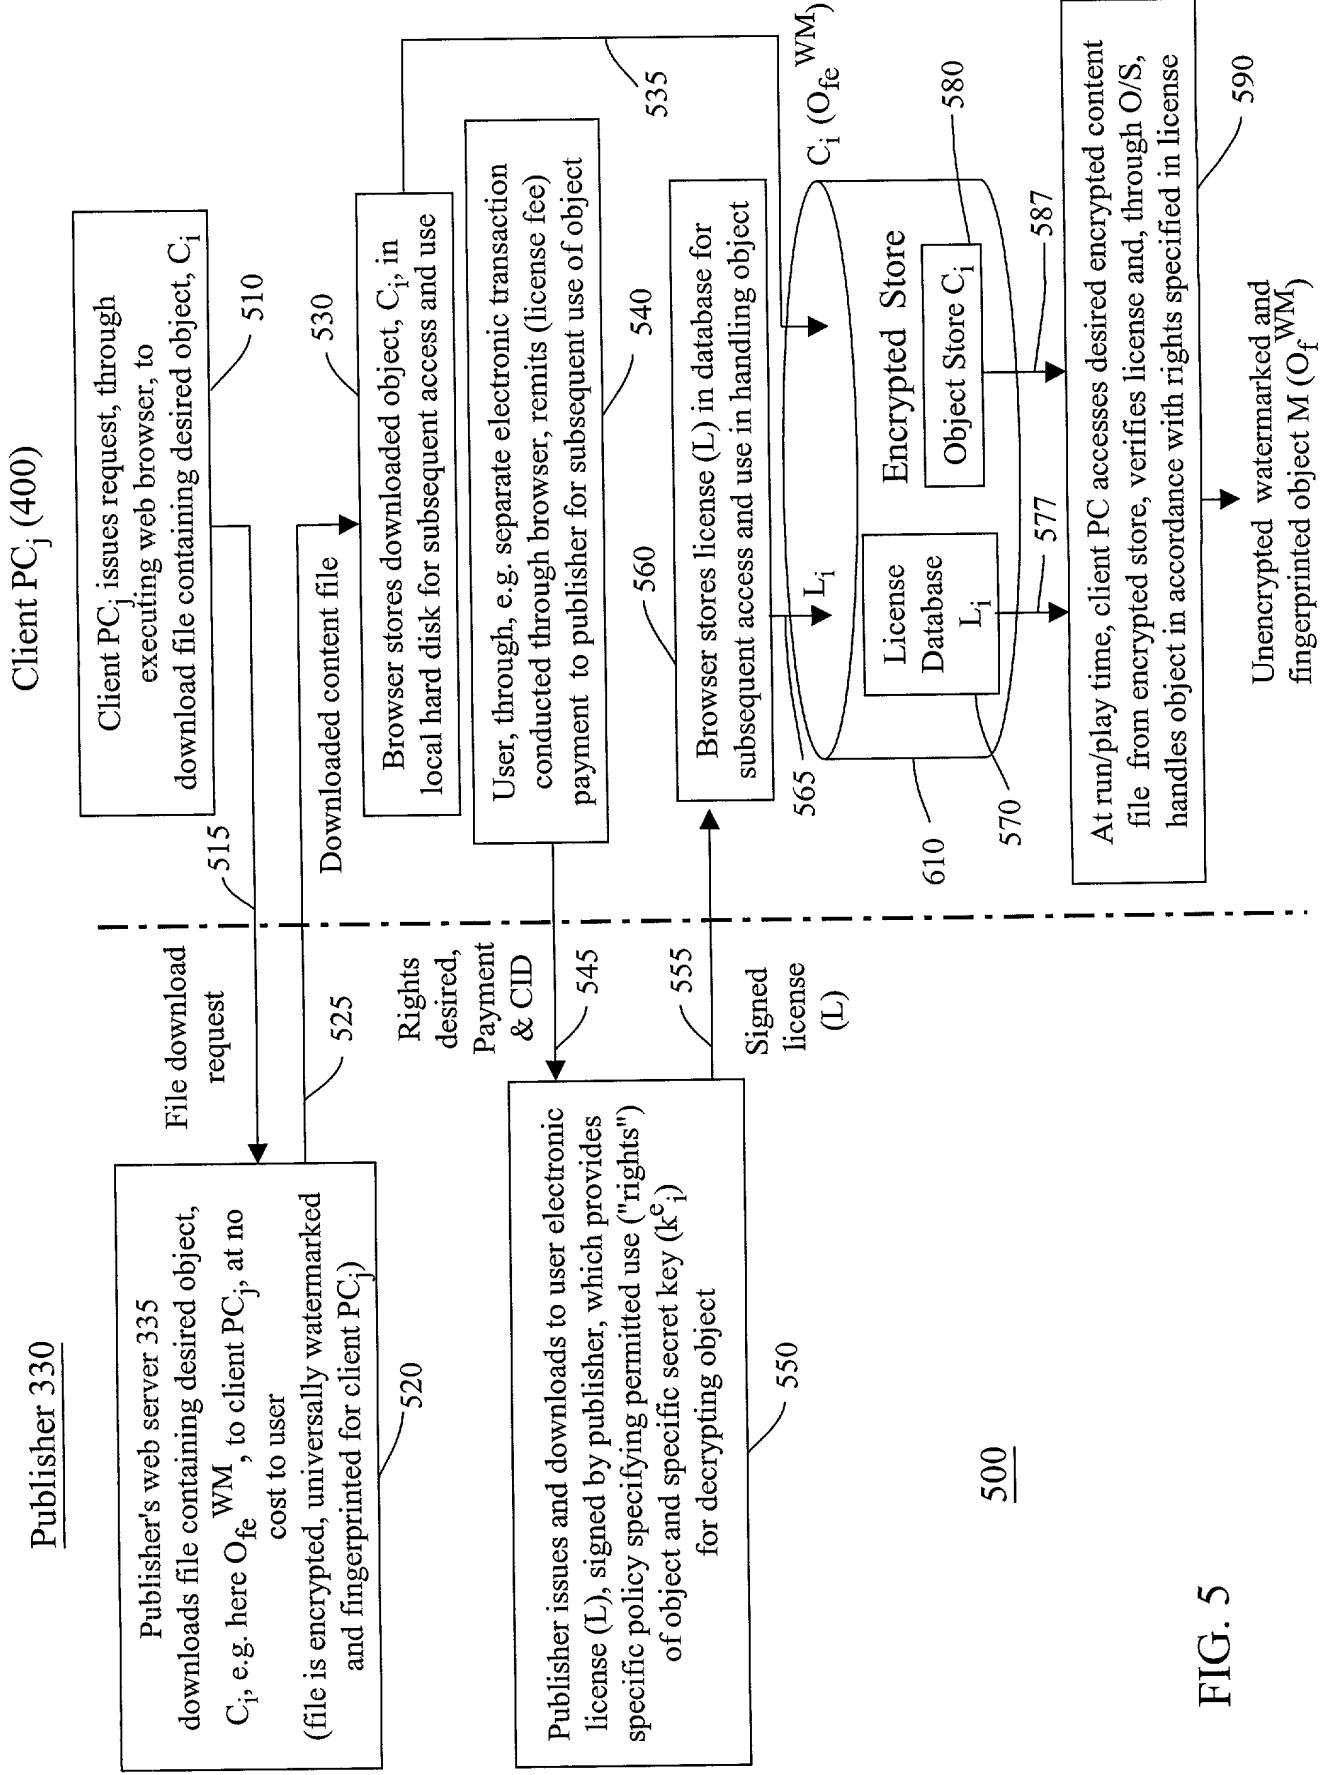 Publisher 330
Client PCj (400)
Client PCj issues request, through
executing web browser, to
download file containing desired object, Ci
510
515
File download
request
Publisher's web server 335
downloads file containing desired object,
Ci, e.g. here OfeWM, to client PCj, at no
cost to user
(file is encrypted, universally watermarked
and fingerprinted for client PCj)
520
525
Downloaded content file
530
Browser stores downloaded object, Ci, in
local hard disk for subsequent access and use
535
User, through, e.g. separate electronic transaction
conducted through browser, remits (license fee)
payment to publisher for subsequent use of object
540
Rights
desired,
Payment
& CID
545
Publisher issues and downloads to user electronic
license (L), signed by publisher, which provides
specific policy specifying permitted use ("rights")
of object and specific secret key (kei)
for decrypting object
550
555
Signed
license
(L)
560
Browser stores license (L) in database for
subsequent access and use in handling object
565
Li
Ci (OfeWM)
Encrypted Store
License
Database
Li
Object Store Ci
580
610
570
577
587
At run/play time, client PC accesses desired encrypted content
file from encrypted store, verifies license and, through O/S,
handles object in accordance with rights specified in license
590
Unencrypted watermarked and
fingerprinted object M (OfWM)
500
FIG. 5